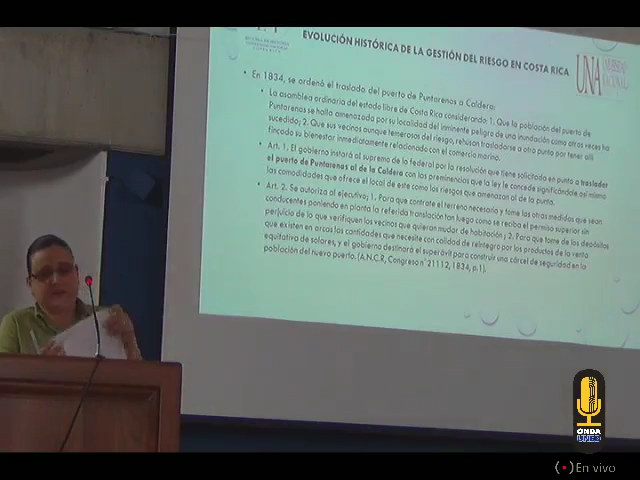 EVOLUCIÓN HISTÓRICA DE LA GESTIÓN DEL RIESGO EN COSTA RICA
UNA
UNIVERSIDAD
NACIONAL
• En 1834, se ordenó el traslado del puerto de Puntarenas a Caldera:
• La asamblea ordinaria del estado libre de Costa Rica considerando: 1. Que la población del puerto de
Puntarenas se halla amenazada por su localidad del inminente peligro de una inundación como otras veces ha
sucedido; 2. Que sus vecinos aunque temerosos del riesgo, rehúsan trasladarse a otro punto por tener allí
fincado su bienestar inmediatamente relacionado con el comercio marino.
• Art. 1. El gobierno instará al supremo de la federal por la resolución que tiene solicitada en punto a trasladar
el puerto de Puntarenas al de la Caldera con las preminencias que la ley le concede significándole así mismo
las comodidades que ofrece el local de este como los riesgos que amenazan al de la punta.
• Art. 2. Se autoriza al ejecutivo; 1. Para que contrate el terreno necesario y tome las otras medidas que sean
conducentes poniendo en planta la referida translación tan luego como se reciba el permiso superior sin
perjuicio de lo que verifiquen los vecinos que quieran mudar de habitación; 2. Para que tome de los depósitos
que existen en arcas las cantidades que necesite con calidad de reintegro por los productos de la venta
equitativa de solares, y el gobierno destinará el superávit para construir una cárcel de seguridad en la
población del nuevo puerto. (A.N.C.R, Congreso n° 21112, 1834, p.1).
ONDA
UNED
En vivo